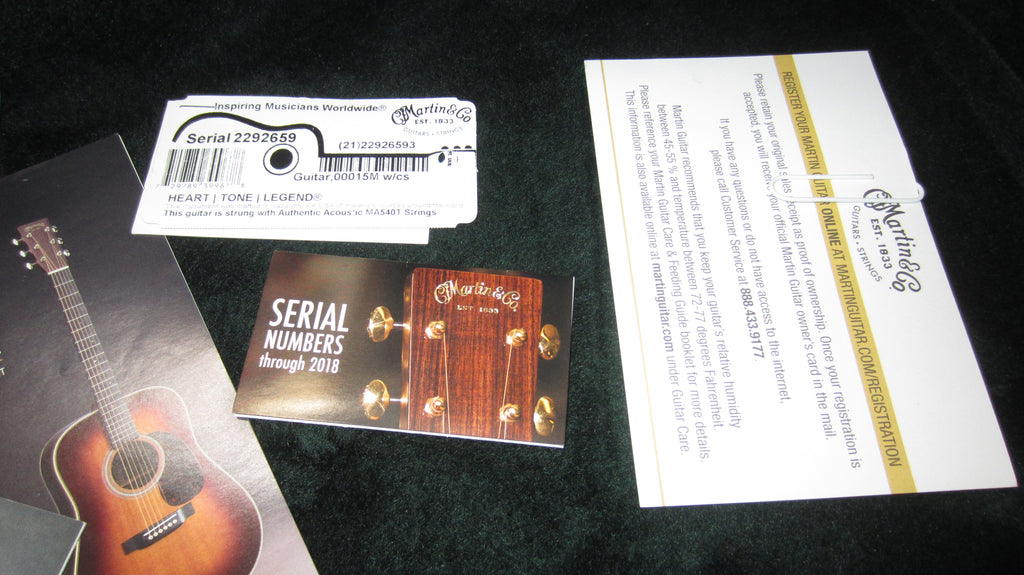 Inspiring Musicians Worldwide®
Martin & Co
EST. 1833
GUITARS • STRINGS
Serial 2292659
(21)22926593
Guitar,00015M w/cs
HEART | TONE | LEGEND®
This guitar is strung with Authentic Acoustic MA540T Strings
SERIAL
NUMBERS
through 2018
Martin & Co.
EST. 1833
Martin & Co
EST. 1833
GUITARS • STRINGS
REGISTER YOUR MARTIN GUITAR ONLINE AT MARTINGUITAR.COM/REGISTRATION
Please retain your original sales receipt as proof of ownership. Once your registration is
accepted, you will receive your official Martin Guitar owner's card in the mail.
If you have any questions or do not have access to the internet,
please call Customer Service at 888.433.9177.
Martin Guitar recommends that you keep your guitar's relative humidity
between 45-55 % and temperature between 72-77 degrees Fahrenheit.
Please reference your Martin Guitar Care & Feeding Guide booklet for more details.
This information is also available online at martinguitar.com under Guitar Care.